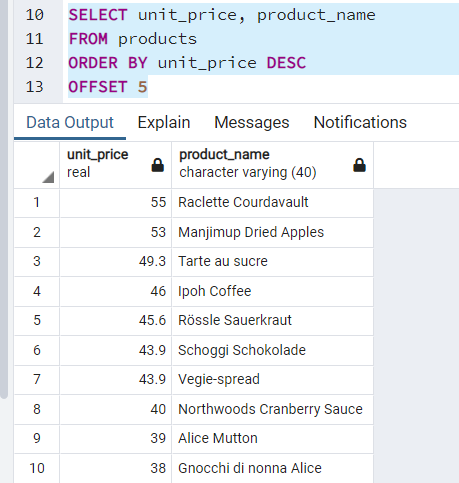 10 SELECT unit_price, product_name
11 FROM products
12 ORDER BY unit_price DESC
13 OFFSET 5
Data Output Explain Messages Notifications
unit_price product_name
real character varying (40)
1 55 Raclette Courdavault
2 53 Manjimup Dried Apples
3 49.3 Tarte au sucre
4 46 Ipoh Coffee
5 45.6 Rössle Sauerkraut
6 43.9 Schoggi Schokolade
7 43.9 Vegie-spread
8 40 Northwoods Cranberry Sauce
9 39 Alice Mutton
10 38 Gnocchi di nonna Alice